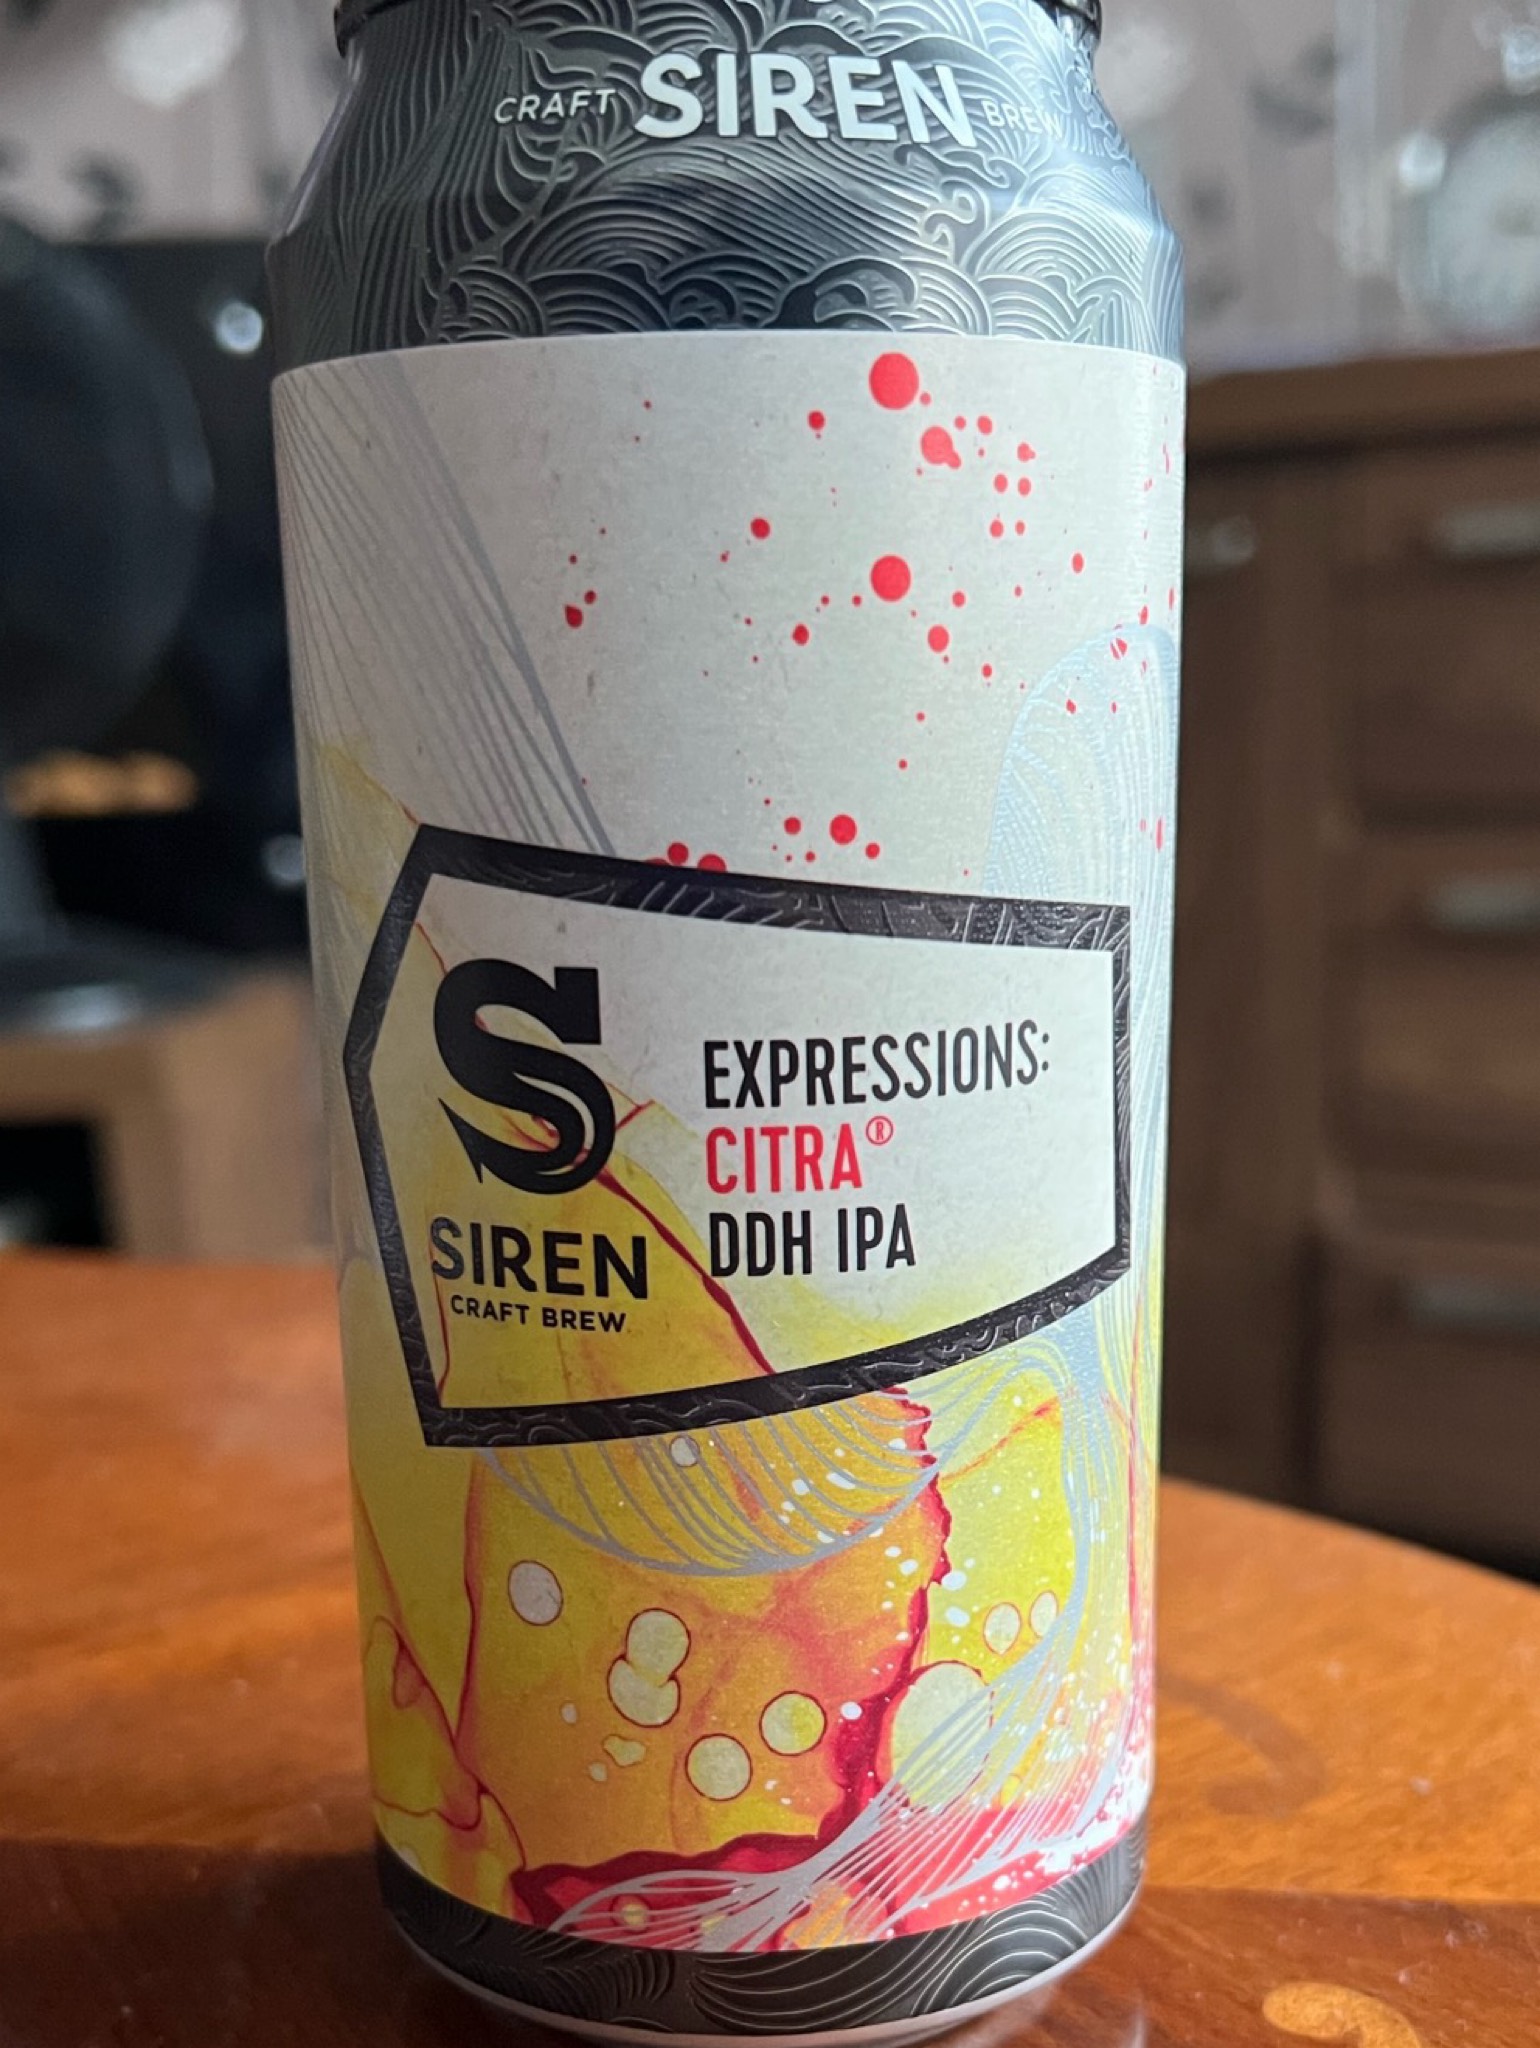 CRAFT SIREN BREW
S
SIREN
CRAFT BREW
EXPRESSIONS:
CITRA®
DDH IPA